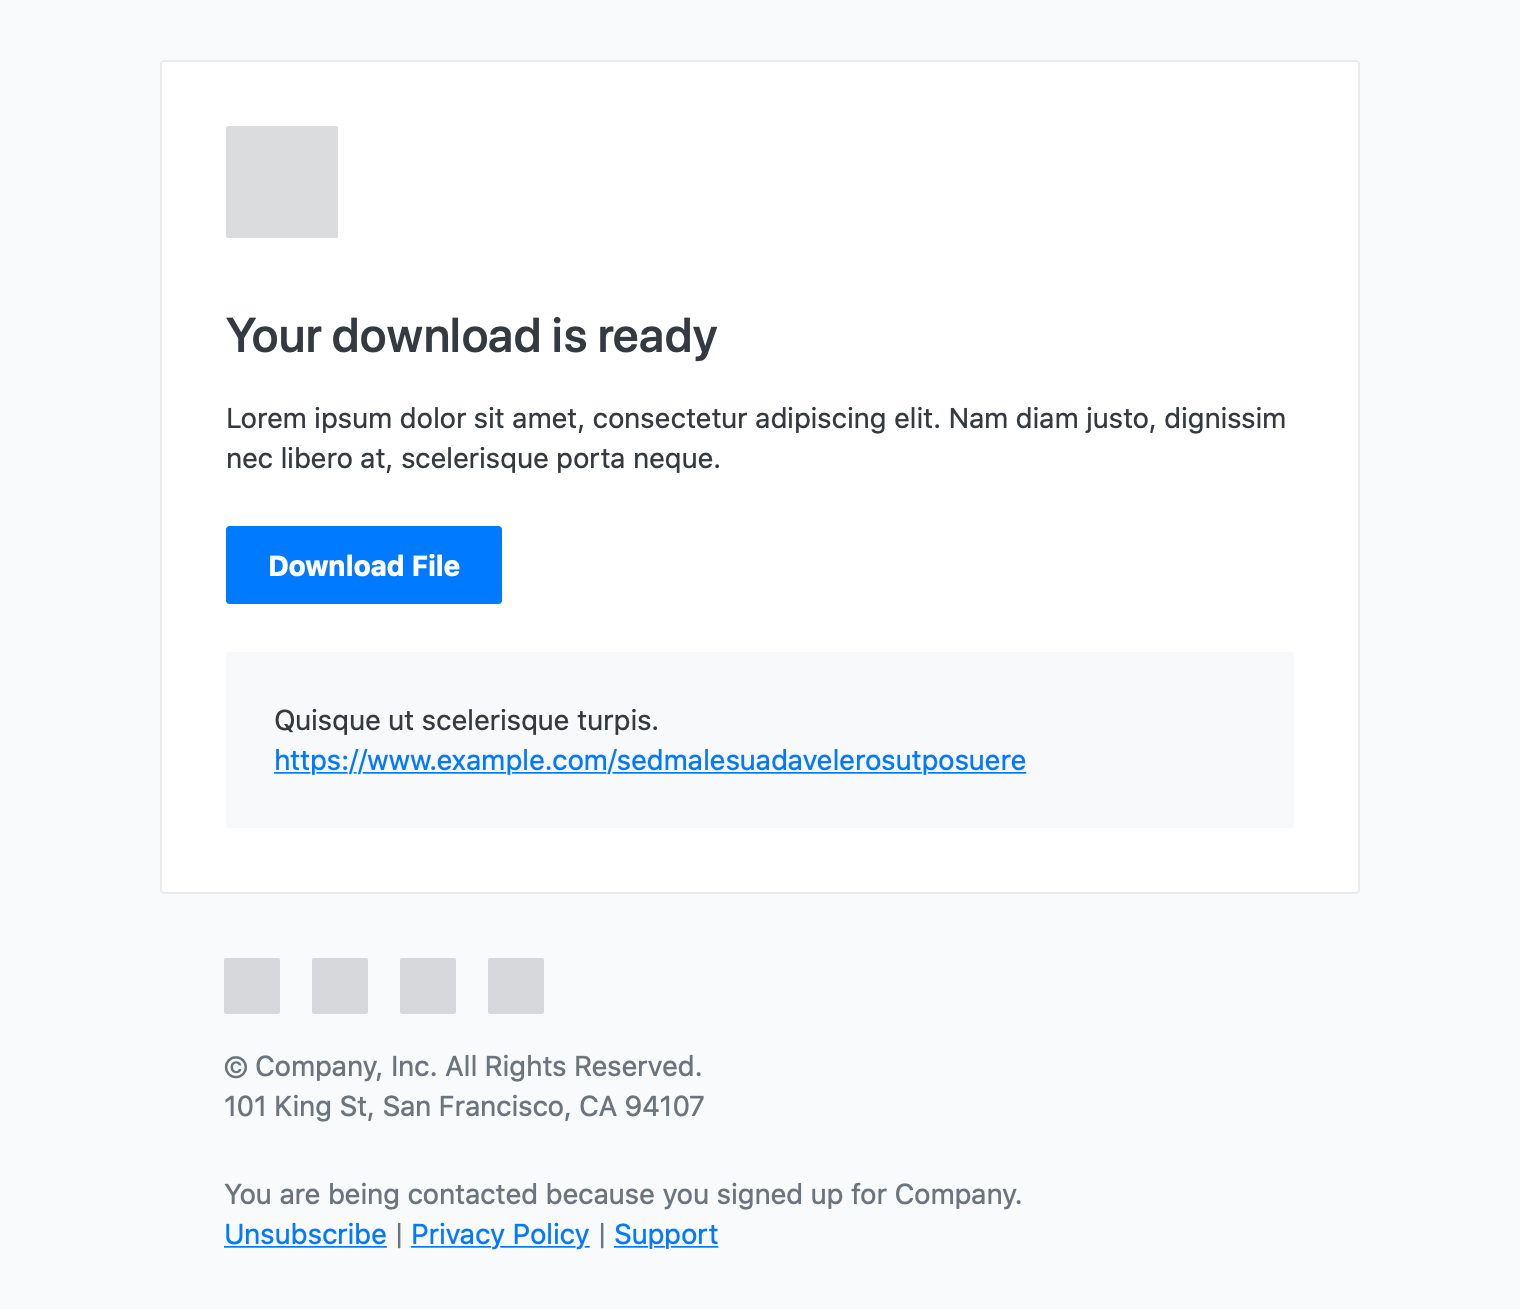 Your download is ready
Lorem ipsum dolor sit amet, consectetur adipiscing elit. Nam diam justo, dignissim
nec libero at, scelerisque porta neque.
Download File
Quisque ut scelerisque turpis.
https://www.example.com/sedmalesuadavelerosutposuere
© Company, Inc. All Rights Reserved.
101 King St, San Francisco, CA 94107
You are being contacted because you signed up for Company.
Unsubscribe | Privacy Policy | Support